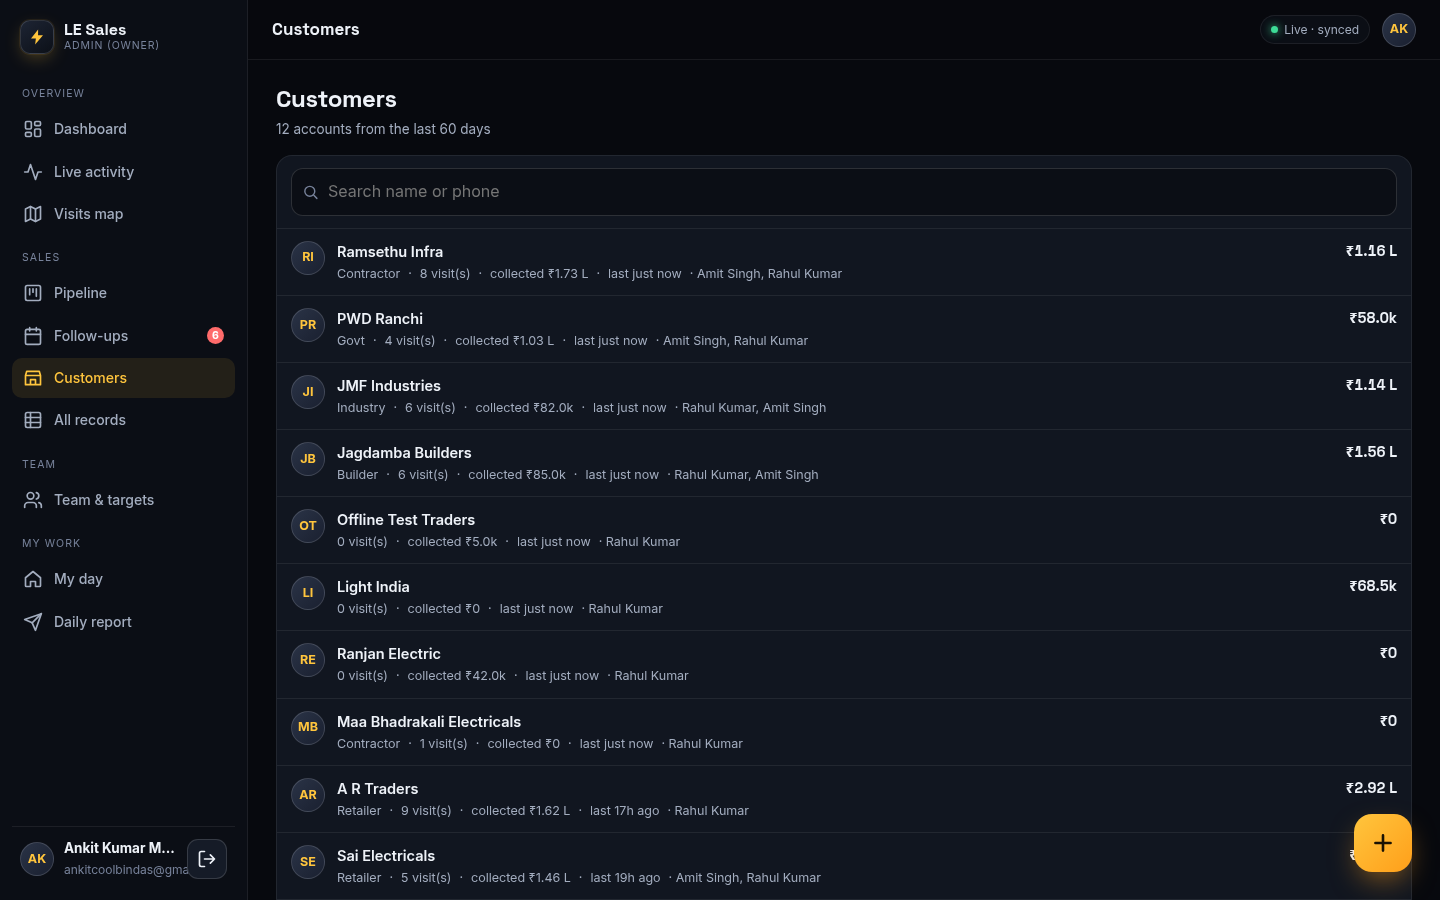 LE Sales
ADMIN (OWNER)
OVERVIEW
Dashboard
Live activity
Visits map
SALES
Pipeline
Follow-ups 6
Customers
All records
TEAM
Team & targets
MY WORK
My day
Daily report
AK
Ankit Kumar M...
ankitcoolbindas@gma
Customers
Live · synced
AK
Customers
12 accounts from the last 60 days
Search name or phone
RI
Ramsethu Infra
₹1.16 L
Contractor · 8 visit(s) · collected ₹1.73 L · last just now · Amit Singh, Rahul Kumar
PR
PWD Ranchi
₹58.0k
Govt · 4 visit(s) · collected ₹1.03 L · last just now · Amit Singh, Rahul Kumar
JI
JMF Industries
₹1.14 L
Industry · 6 visit(s) · collected ₹82.0k · last just now · Rahul Kumar, Amit Singh
JB
Jagdamba Builders
₹1.56 L
Builder · 6 visit(s) · collected ₹85.0k · last just now · Rahul Kumar, Amit Singh
OT
Offline Test Traders
₹0
0 visit(s) · collected ₹5.0k · last just now · Rahul Kumar
LI
Light India
₹68.5k
0 visit(s) · collected ₹0 · last just now · Rahul Kumar
RE
Ranjan Electric
₹0
0 visit(s) · collected ₹42.0k · last just now · Rahul Kumar
MB
Maa Bhadrakali Electricals
₹0
Contractor · 1 visit(s) · collected ₹0 · last just now · Rahul Kumar
AR
A R Traders
₹2.92 L
Retailer · 9 visit(s) · collected ₹1.62 L · last 17h ago · Rahul Kumar
SE
Sai Electricals
Retailer · 5 visit(s) · collected ₹1.46 L · last 19h ago · Amit Singh, Rahul Kumar